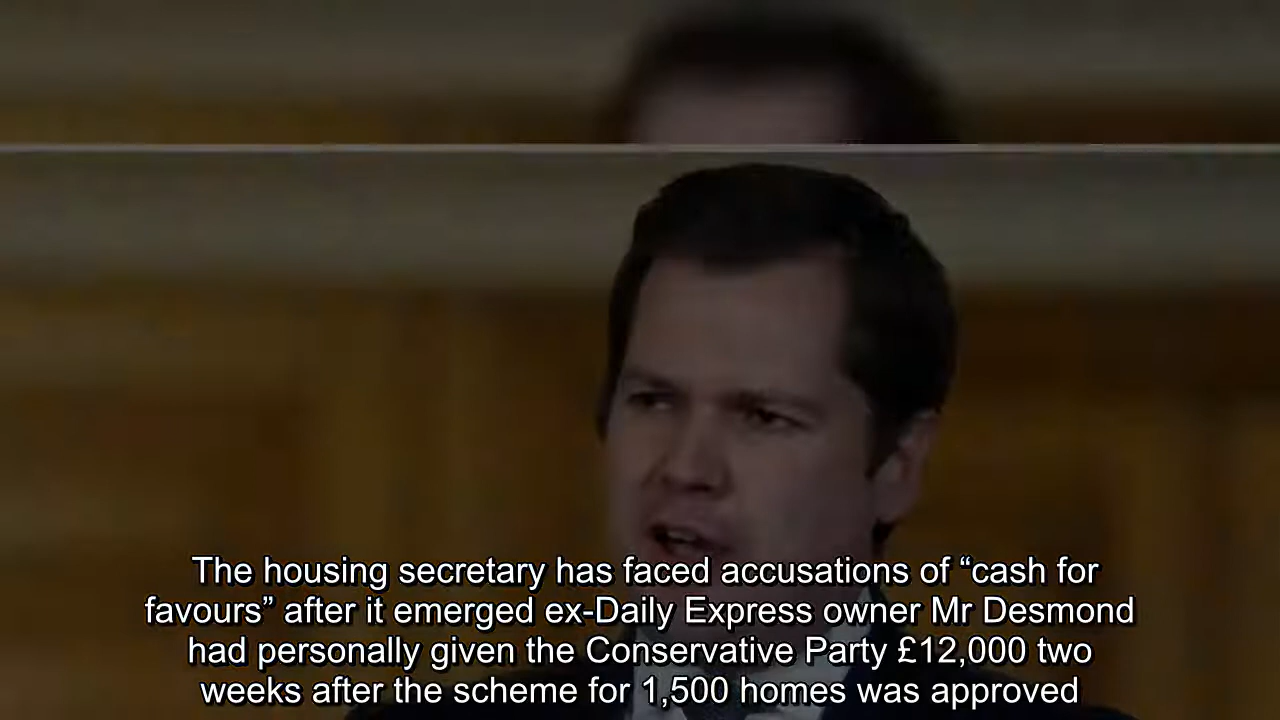 The housing secretary has faced accusations of “cash for
favours” after it emerged ex-Daily Express owner Mr Desmond
had personally given the Conservative Party £12,000 two
weeks after the scheme for 1,500 homes was approved